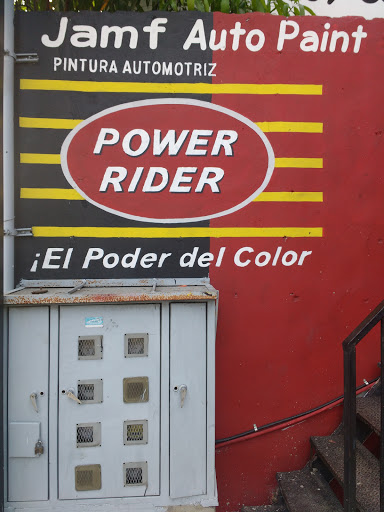 Jamf Auto Paint
PINTURA AUTOMOTRIZ
POWER
RIDER
¡El Poder del Color